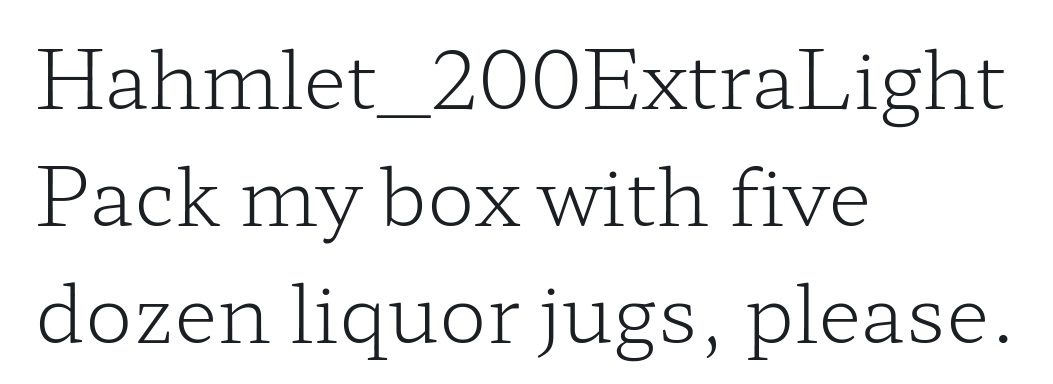 Hahmlet_200ExtraLight
Pack my box with five
dozen liquor jugs, please.